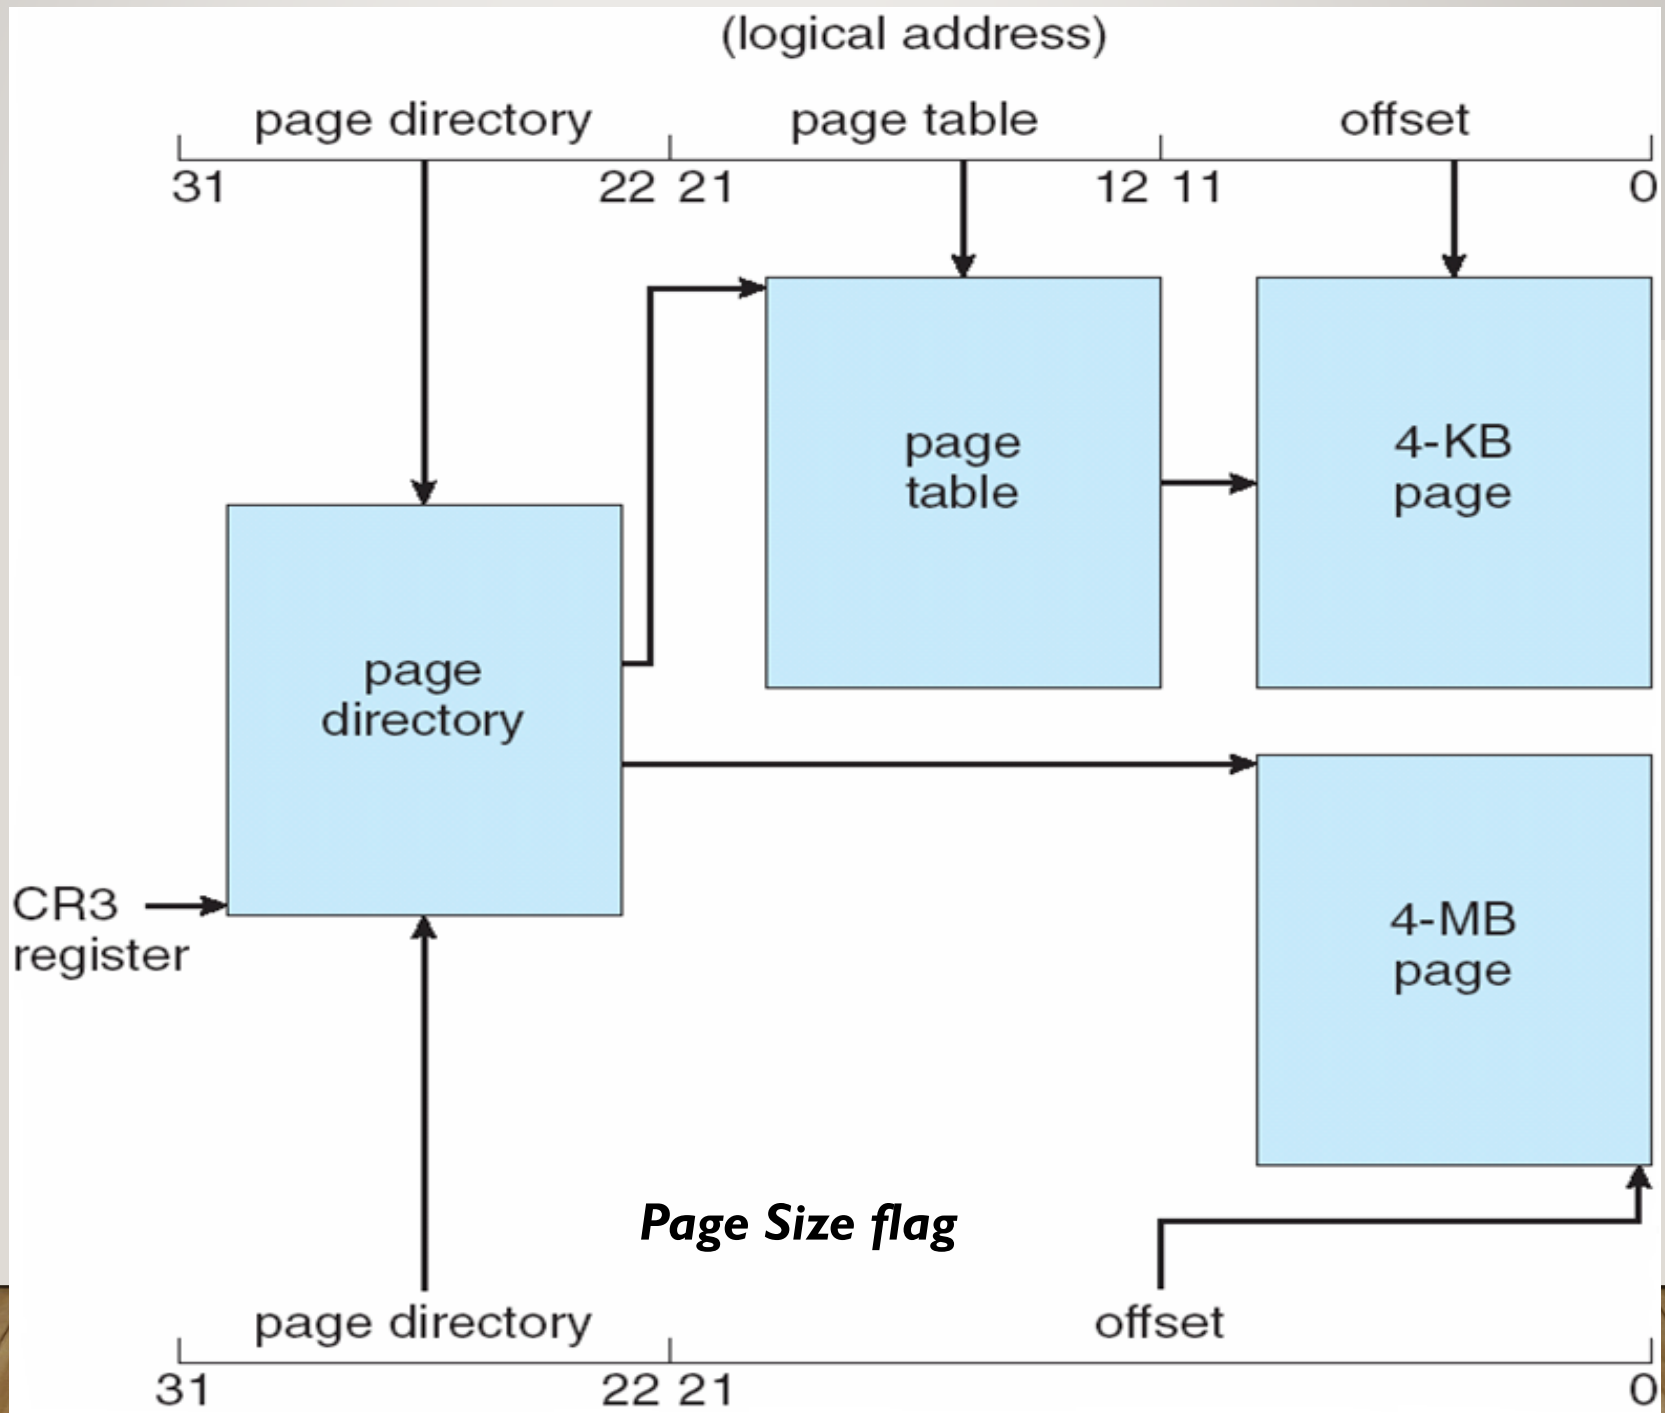 (logical address)
page directory
page table
offset
31
22
21
12
11
0
page
table
4-KB
page
page
directory
CR3
register
4-MB
page
Page Size flag
page directory
offset
31
22
21
0